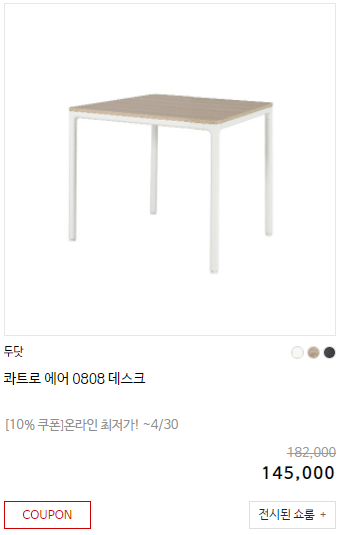 두닷
콰트로 에어 0808 데스크
[10% 쿠폰]온라인 최저가! ~4/30
182,000
145,000
COUPON
전시된 쇼룸 +